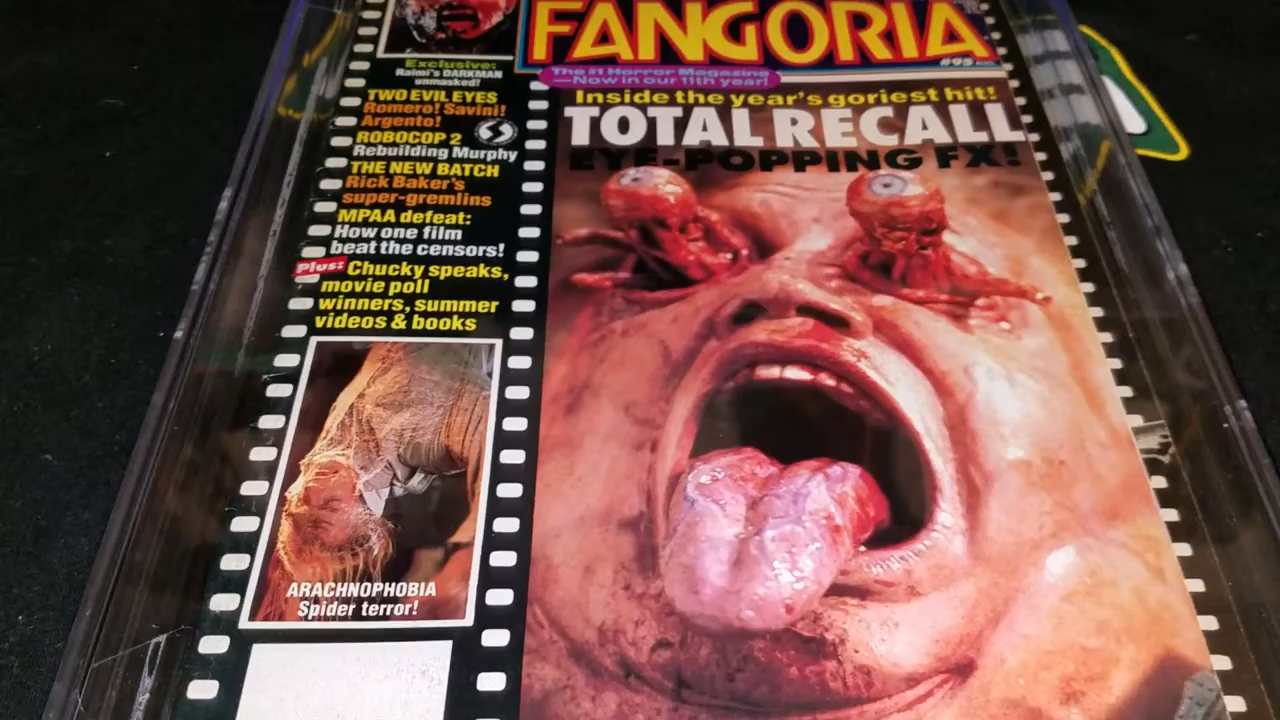 FANGORIA
#95 AUG.
The #1 Horror Magazine
—Now in our 11th year!
Exclusive:
Raimi's DARKMAN
unmasked!
TWO EVIL EYES
Romero! Savini!
Argento!
ROBOCOP 2
Rebuilding Murphy
THE NEW BATCH
Rick Baker's
super-gremlins
MPAA defeat:
How one film
beat the censors!
Plus: Chucky speaks,
movie poll
winners, summer
videos & books
ARACHNOPHOBIA
Spider terror!
Inside the year's goriest hit!
TOTAL RECALL
EYE-POPPING FX!